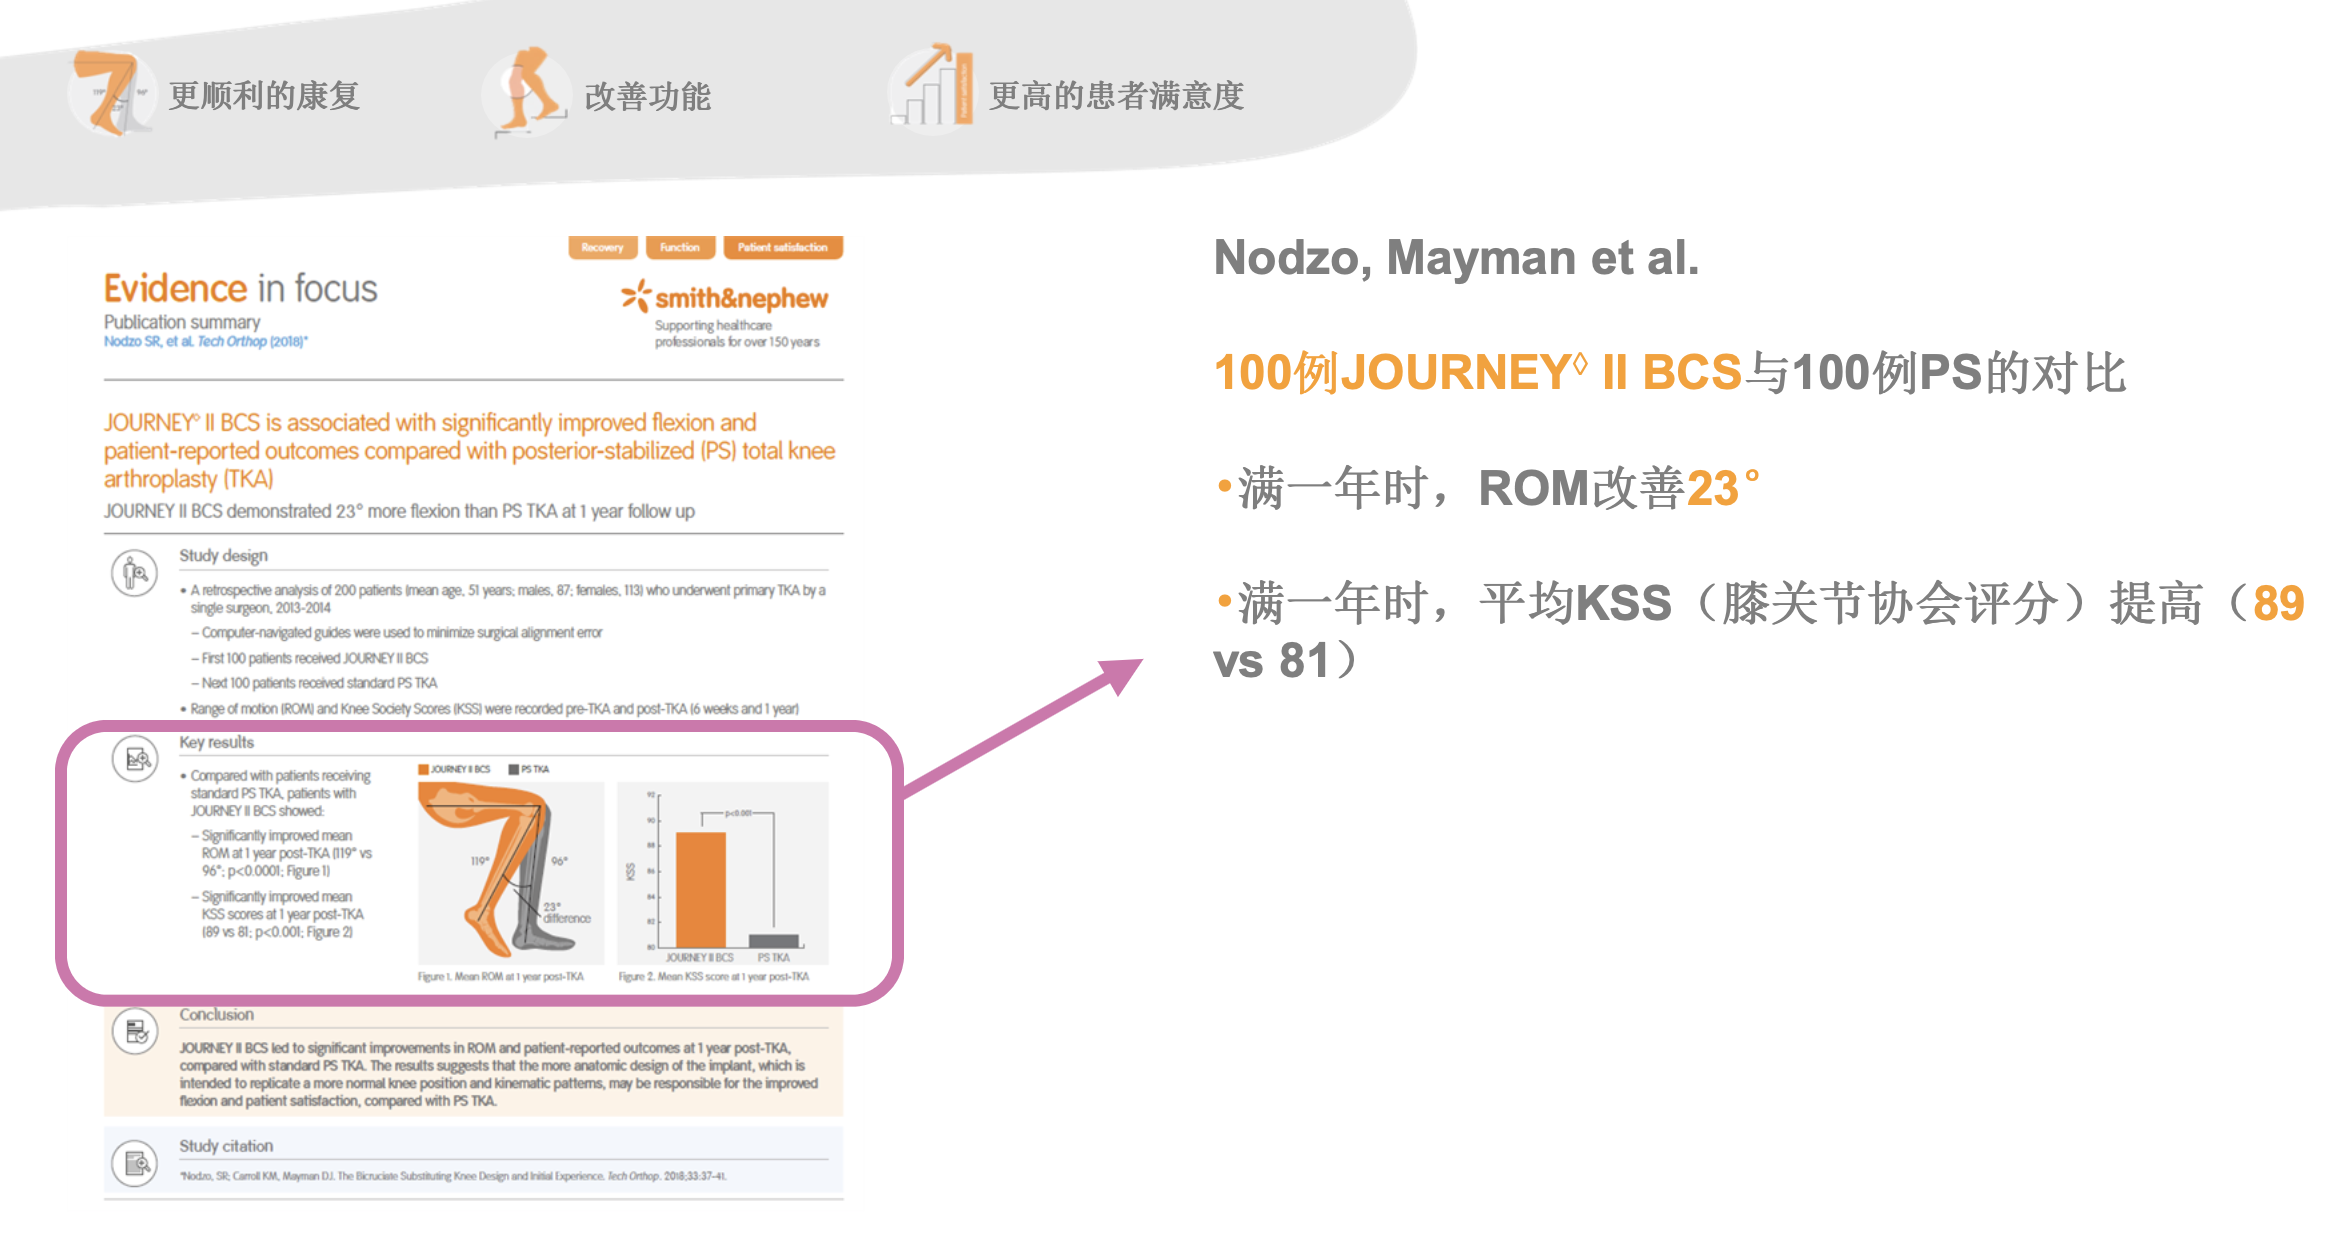 更顺利的康复
改善功能
更高的患者满意度
119°
96°
23°
Patient satisfaction
Recovery
Function
Patient satisfaction
Evidence in focus
Publication summary
Nodzo SR, et al. Tech Orthop (2018)*
smith&nephew
Supporting healthcare
professionals for over 150 years
JOURNEY◊ II BCS is associated with significantly improved flexion and
patient-reported outcomes compared with posterior-stabilized (PS) total knee
arthroplasty (TKA)
JOURNEY II BCS demonstrated 23° more flexion than PS TKA at 1 year follow up
Study design
• A retrospective analysis of 200 patients (mean age, 51 years; males, 87; females, 113) who underwent primary TKA by a
single surgeon, 2013-2014
– Computer-navigated guides were used to minimize surgical alignment error
– First 100 patients received JOURNEY II BCS
– Next 100 patients received standard PS TKA
• Range of motion (ROM) and Knee Society Scores (KSS) were recorded pre-TKA and post-TKA (6 weeks and 1 year)
Key results
• Compared with patients receiving
standard PS TKA, patients with
JOURNEY II BCS showed:
– Significantly improved mean
ROM at 1 year post-TKA (119° vs
96°; p<0.0001; Figure 1)
– Significantly improved mean
KSS scores at 1 year post-TKA
(89 vs 81; p<0.001; Figure 2)
JOURNEY II BCS
PS TKA
119°
96°
23°
difference
Figure 1. Mean ROM at 1 year post-TKA
92
90
88
86
84
82
80
KSS
p<0.001
JOURNEY II BCS
PS TKA
Figure 2. Mean KSS score at 1 year post-TKA
Conclusion
JOURNEY II BCS led to significant improvements in ROM and patient-reported outcomes at 1 year post-TKA,
compared with standard PS TKA. The results suggests that the more anatomic design of the implant, which is
intended to replicate a more normal knee position and kinematic patterns, may be responsible for the improved
flexion and patient satisfaction, compared with PS TKA.
Study citation
*Nodzo, SR; Carroll KM, Mayman DJ. The Bicruciate Substituting Knee Design and Initial Experience. Tech Orthop. 2018;33:37–41.
Nodzo, Mayman et al.
100例JOURNEY◊ II BCS与100例PS的对比
•满一年时，ROM改善23°
•满一年时，平均KSS（膝关节协会评分）提高（89
vs 81）